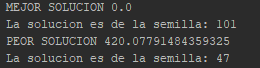 MEJOR SOLUCION 0.0
La solucion es de la semilla: 101
PEOR SOLUCION 420.07791484359325
La solucion es de la semilla: 47